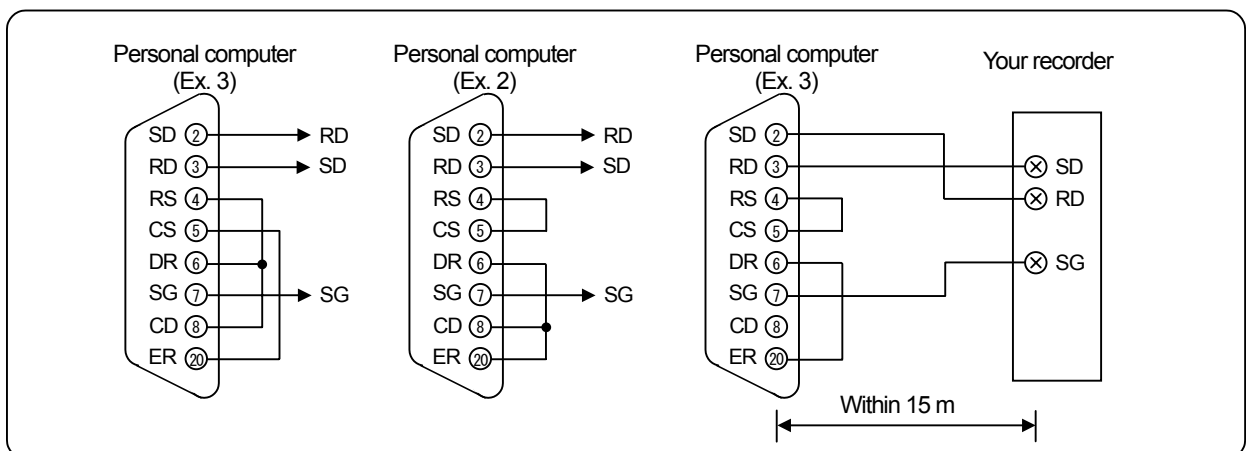 Personal computer
(Ex. 3)
SD 2 RD
RD 3 SD
RS 4
CS 5
DR 6
SG 7 SG
CD 8
ER 20
Personal computer
(Ex. 2)
SD 2 RD
RD 3 SD
RS 4
CS 5
DR 6
SG 7 SG
CD 8
ER 20
Personal computer
(Ex. 3)
SD 2
RD 3
RS 4
CS 5
DR 6
SG 7
CD 8
ER 20
Your recorder
SD
RD
SG
Within 15 m